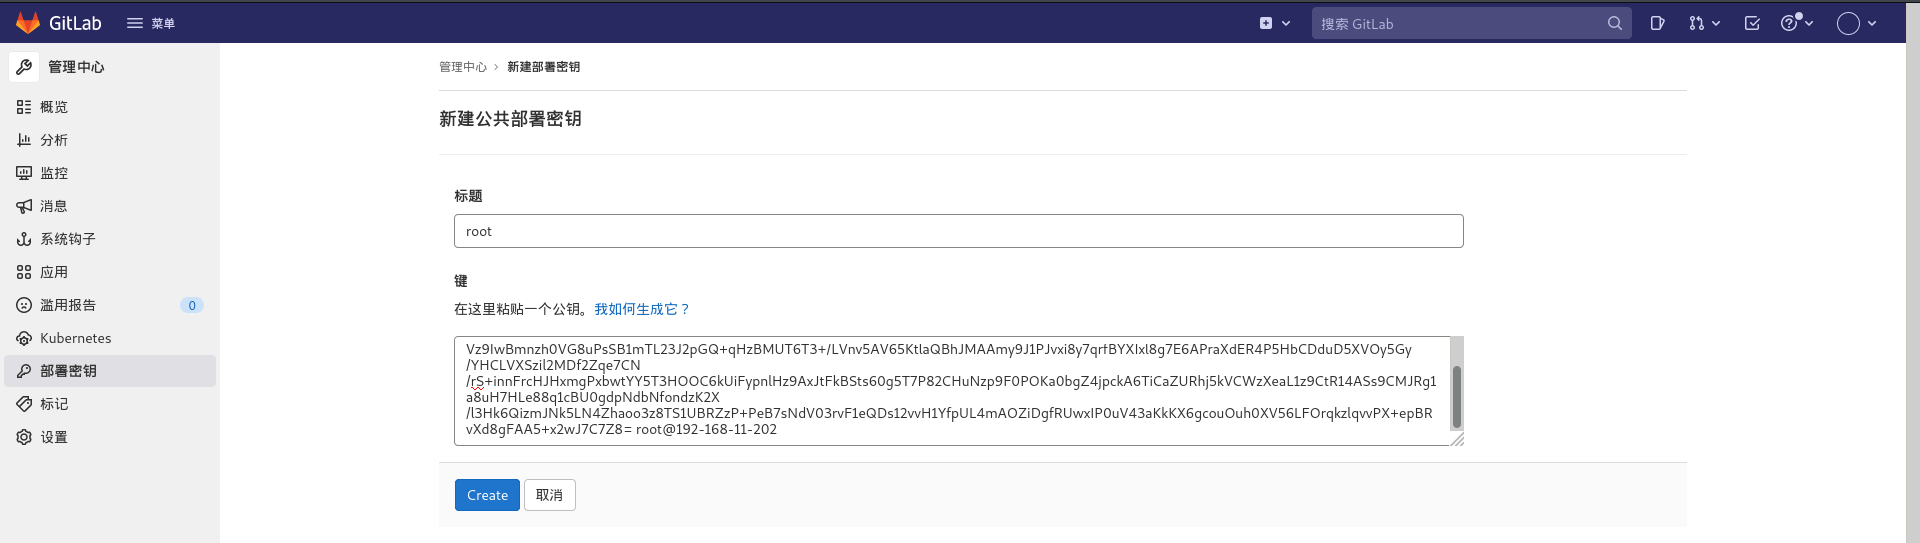 GitLab
菜单
搜索 GitLab
管理中心
概览
分析
监控
消息
系统钩子
应用
滥用报告 0
Kubernetes
部署密钥
标记
设置
管理中心 › 新建部署密钥
新建公共部署密钥
标题
root
键
在这里粘贴一个公钥。我如何生成它？
Vz9IwBmnzh0VG8uPsSB1mTL23J2pGQ+qHzBMUT6T3+/LVnv5AV65KtlaQBhJMAAmy9J1PJvxi8y7qrfBYXIxl8g7E6APraXdER4P5HbCDduD5XVOy5Gy
/YHCLVXSzil2MDf2Zqe7CN
/rS+innFrcHJHxmgPxbwtYY5T3HOOC6kUiFypnlHz9AxJtFkBSts60g5T7P82CHuNzp9F0POKa0bgZ4jpckA6TiCaZURhj5kVCWzXeaL1z9CtR14ASs9CMJRg1
a8uH7HLe88q1cBU0gdpNdbNfondzK2X
/l3Hk6QizmJNk5LN4Zhaoo3z8TS1UBRZzP+PeB7sNdV03rvF1eQDs12vvH1YfpUL4mAOZiDgfRUwxIP0uV43aKkKX6gcouOuh0XV56LFOrqkzlqvvPX+epBR
vXd8gFAA5+x2wJ7C7Z8= root@192-168-11-202
Create
取消